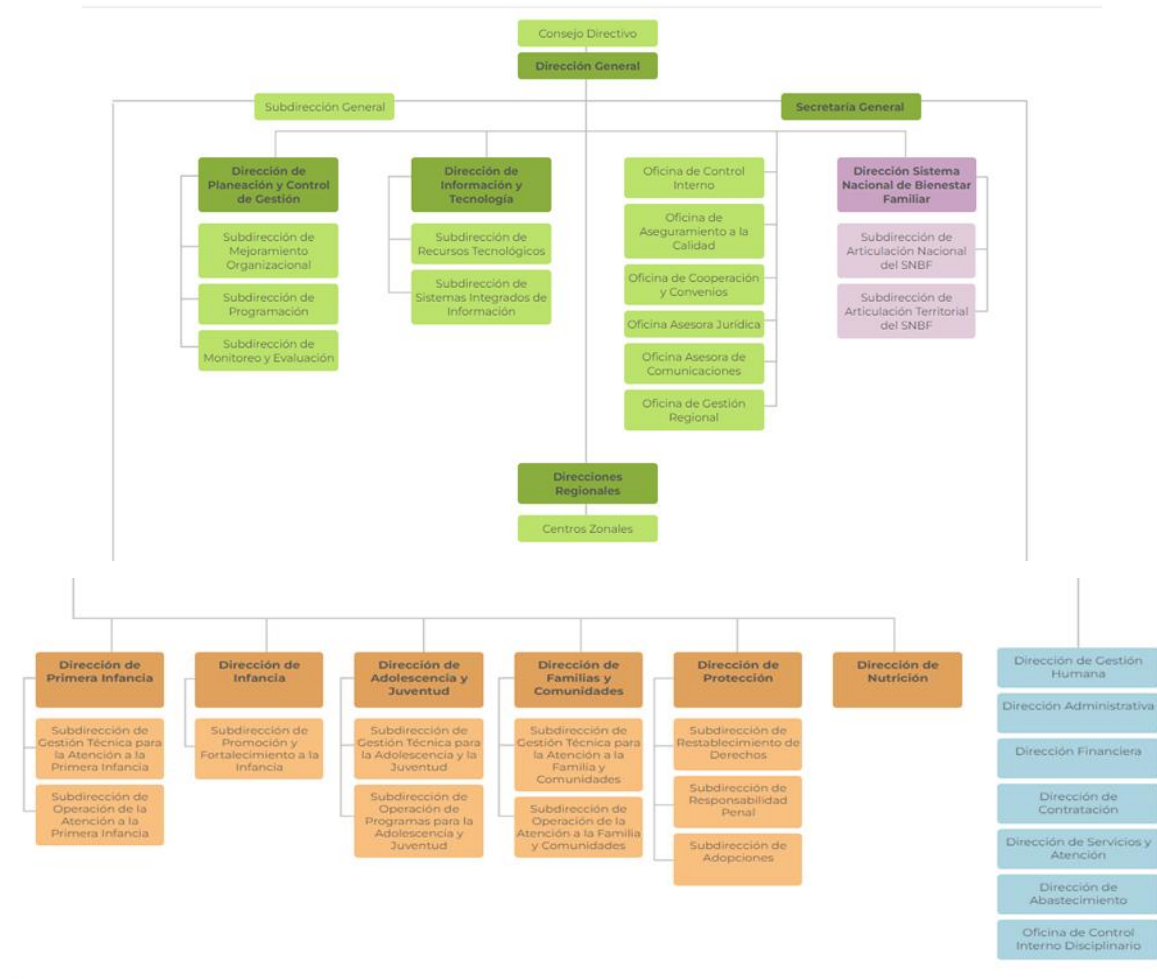 Consejo Directivo
Dirección General
Subdirección General
Secretaría General
Dirección de
Planeación y Control
de Gestión
Subdirección de
Mejoramiento
Organizacional
Subdirección de
Programación
Subdirección de
Monitoreo y Evaluación
Dirección de
Información y
Tecnología
Subdirección de
Recursos Tecnológicos
Subdirección de
Sistemas Integrados de
Información
Oficina de Control
Interno
Oficina de
Aseguramiento a la
Calidad
Oficina de Cooperación
y Convenios
Oficina Asesora Jurídica
Oficina Asesora de
Comunicaciones
Oficina de Gestión
Regional
Dirección Sistema
Nacional de Bienestar
Familiar
Subdirección de
Articulación Nacional
del SNBF
Subdirección de
Articulación Territorial
del SNBF
Direcciones
Regionales
Centros Zonales
Dirección de
Primera Infancia
Subdirección de
Gestión Técnica para
la Atención a la
Primera Infancia
Subdirección de
Operación de la
Atención a la
Primera Infancia
Dirección de
Infancia
Subdirección de
Promoción y
Fortalecimiento a la
Infancia
Dirección de
Adolescencia y
Juventud
Subdirección de
Gestión Técnica para
la Adolescencia y la
Juventud
Subdirección de
Operación de
Programas para la
Adolescencia y
Juventud
Dirección de
Familias y
Comunidades
Subdirección de
Gestión Técnica para
la Atención a la
Familia y
Comunidades
Subdirección de
Operación de la
Atención a la Familia
y Comunidades
Dirección de
Protección
Subdirección de
Restablecimiento de
Derechos
Subdirección de
Responsabilidad
Penal
Subdirección de
Adopciones
Dirección de
Nutrición
Dirección de Gestión
Humana
Dirección Administrativa
Dirección Financiera
Dirección de
Contratación
Dirección de Servicios y
Atención
Dirección de
Abastecimiento
Oficina de Control
Interno Disciplinario